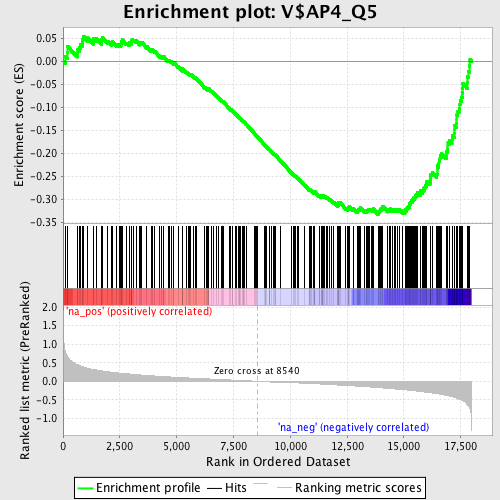 Enrichment plot: V$AP4_Q5
Enrichment score (ES)
0.05
0.00
-0.05
-0.10
-0.15
-0.20
-0.25
-0.30
-0.35
'na_pos' (positively correlated)
Ranked list metric (PreRanked)
2.0
1.5
1.0
0.5
0.0
-0.5
-1.0
Zero cross at 8540
'na_neg' (negatively correlated)
0
2,500
5,000
7,500
10,000
12,500
15,000
17,500
Rank in Ordered Dataset
Enrichment profile
Hits
Ranking metric scores